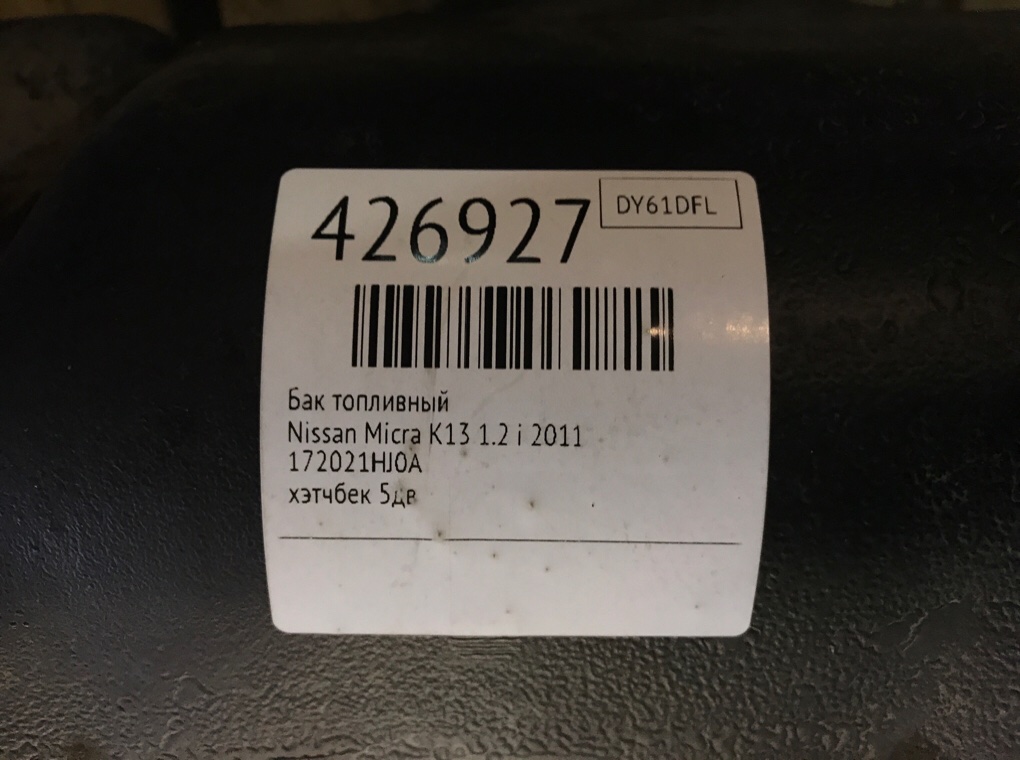 426927
DY61DFL
Бак топливный
Nissan Micra K13 1.2 i 2011
172021HJ0A
хэтчбек 5дв